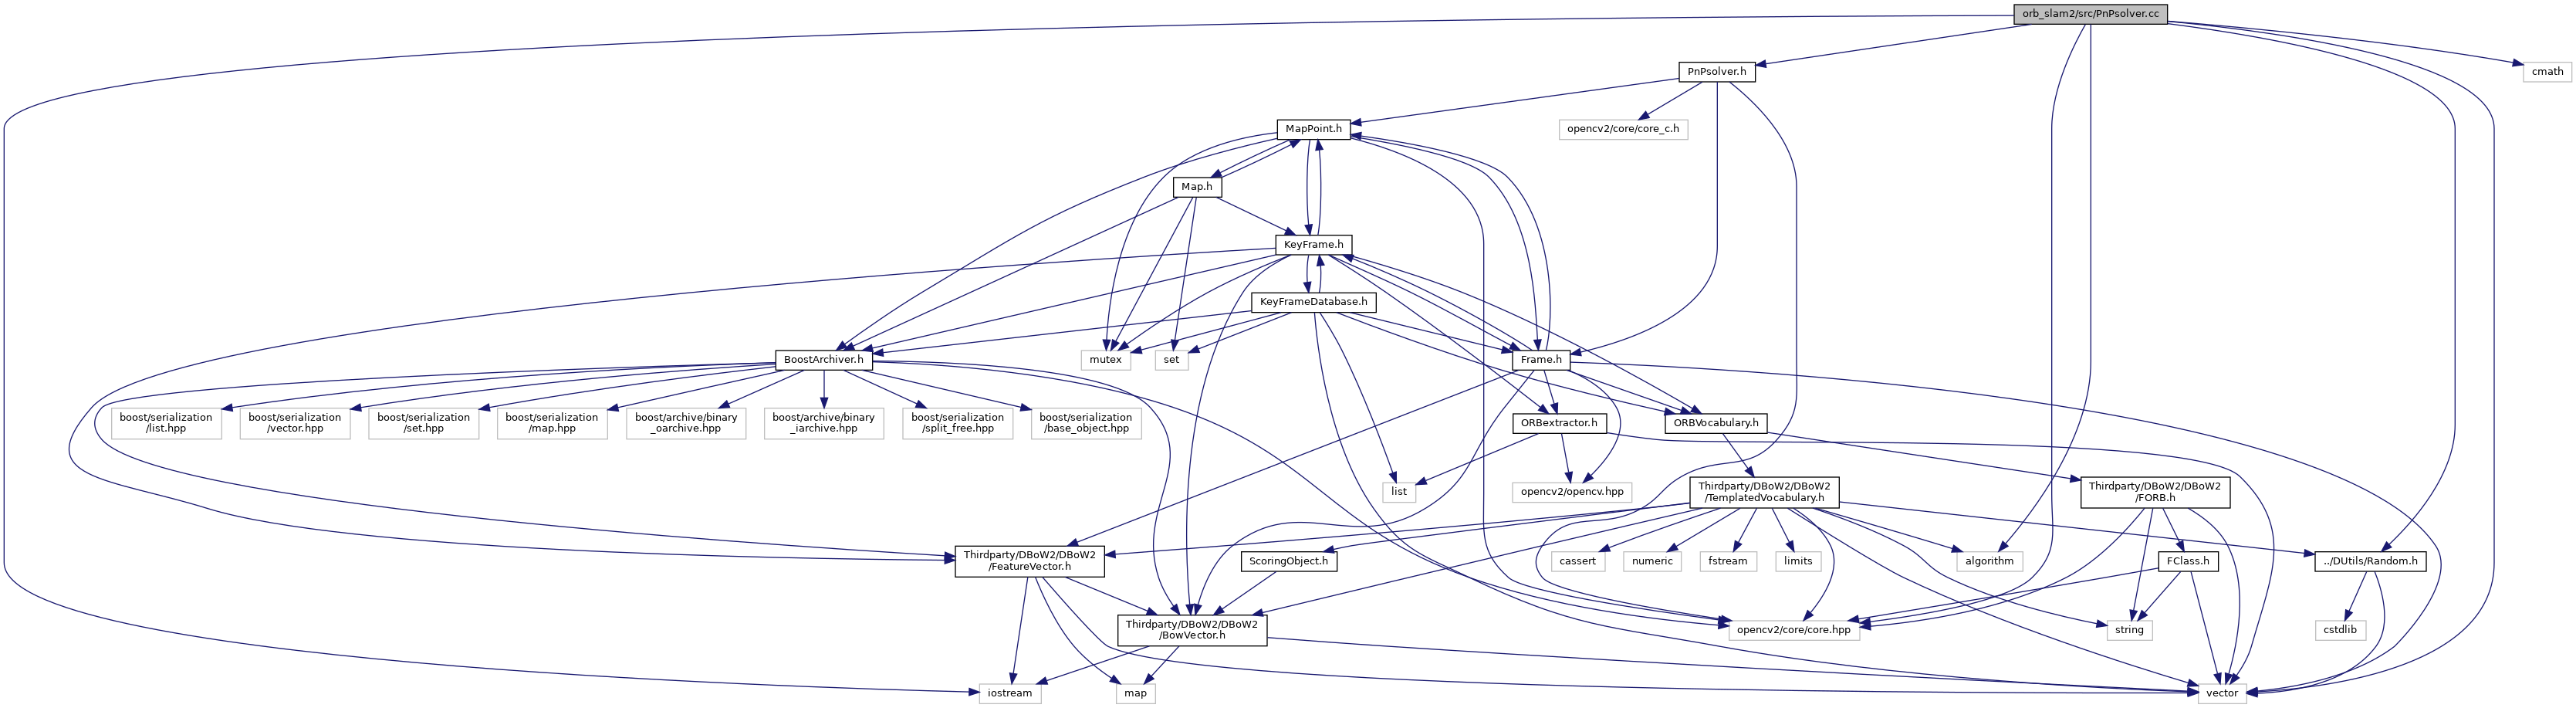 orb_slam2/src/PnPsolver.cc
PnPsolver.h
cmath
MapPoint.h
opencv2/core/core_c.h
Map.h
KeyFrame.h
KeyFrameDatabase.h
BoostArchiver.h
mutex
set
Frame.h
boost/serialization
/list.hpp
boost/serialization
/vector.hpp
boost/serialization
/set.hpp
boost/serialization
/map.hpp
boost/archive/binary
_oarchive.hpp
boost/archive/binary
_iarchive.hpp
boost/serialization
/split_free.hpp
boost/serialization
/base_object.hpp
ORBextractor.h
ORBVocabulary.h
list
opencv2/opencv.hpp
Thirdparty/DBoW2/DBoW2
/TemplatedVocabulary.h
Thirdparty/DBoW2/DBoW2
/FORB.h
Thirdparty/DBoW2/DBoW2
/FeatureVector.h
ScoringObject.h
cassert
numeric
fstream
limits
algorithm
FClass.h
../DUtils/Random.h
Thirdparty/DBoW2/DBoW2
/BowVector.h
opencv2/core/core.hpp
string
cstdlib
iostream
map
vector